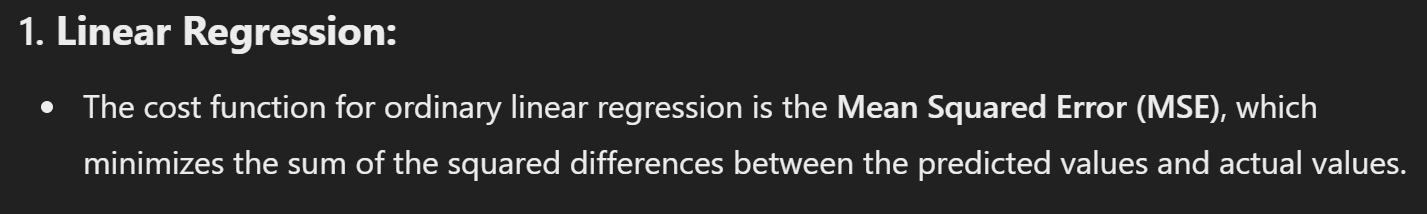 1. Linear Regression:
• The cost function for ordinary linear regression is the Mean Squared Error (MSE), which
minimizes the sum of the squared differences between the predicted values and actual values.